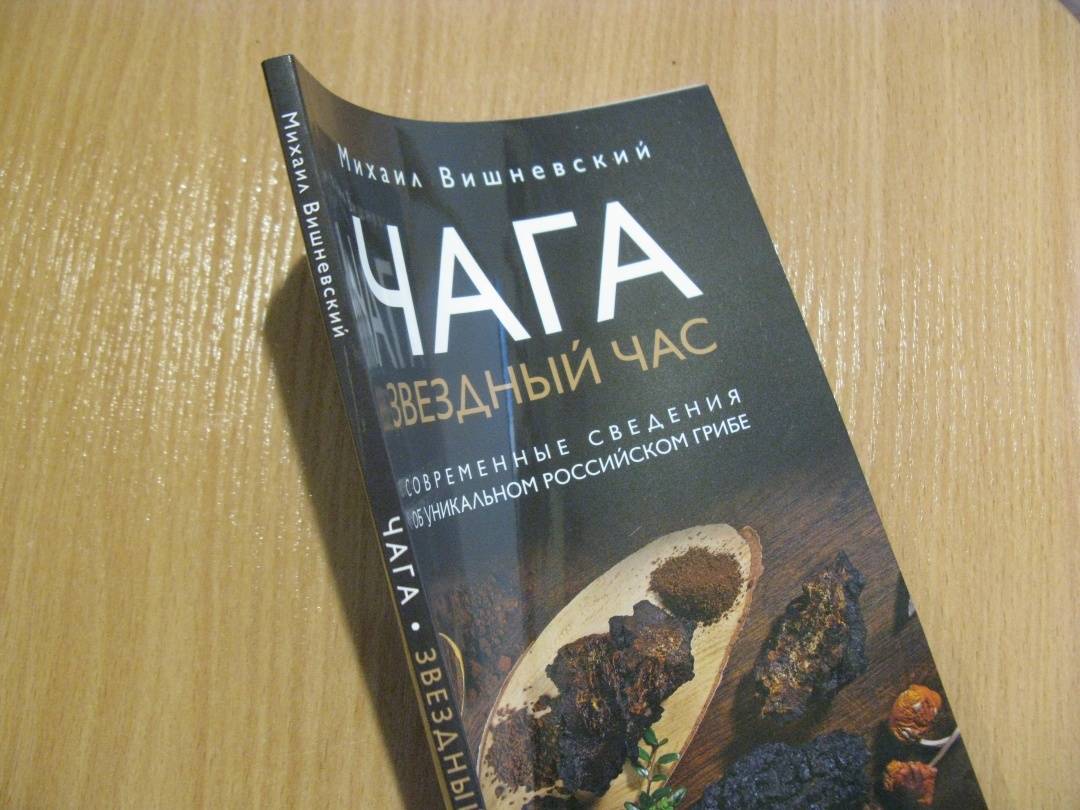 Михаил Вишневский
ЧАГА
ЗВЕЗДНЫЙ ЧАС
СОВРЕМЕННЫЕ СВЕДЕНИЯ
ОБ УНИКАЛЬНОМ РОССИЙСКОМ ГРИБЕ
Михаил Вишневский
ЧАГА • ЗВЕЗДНЫ